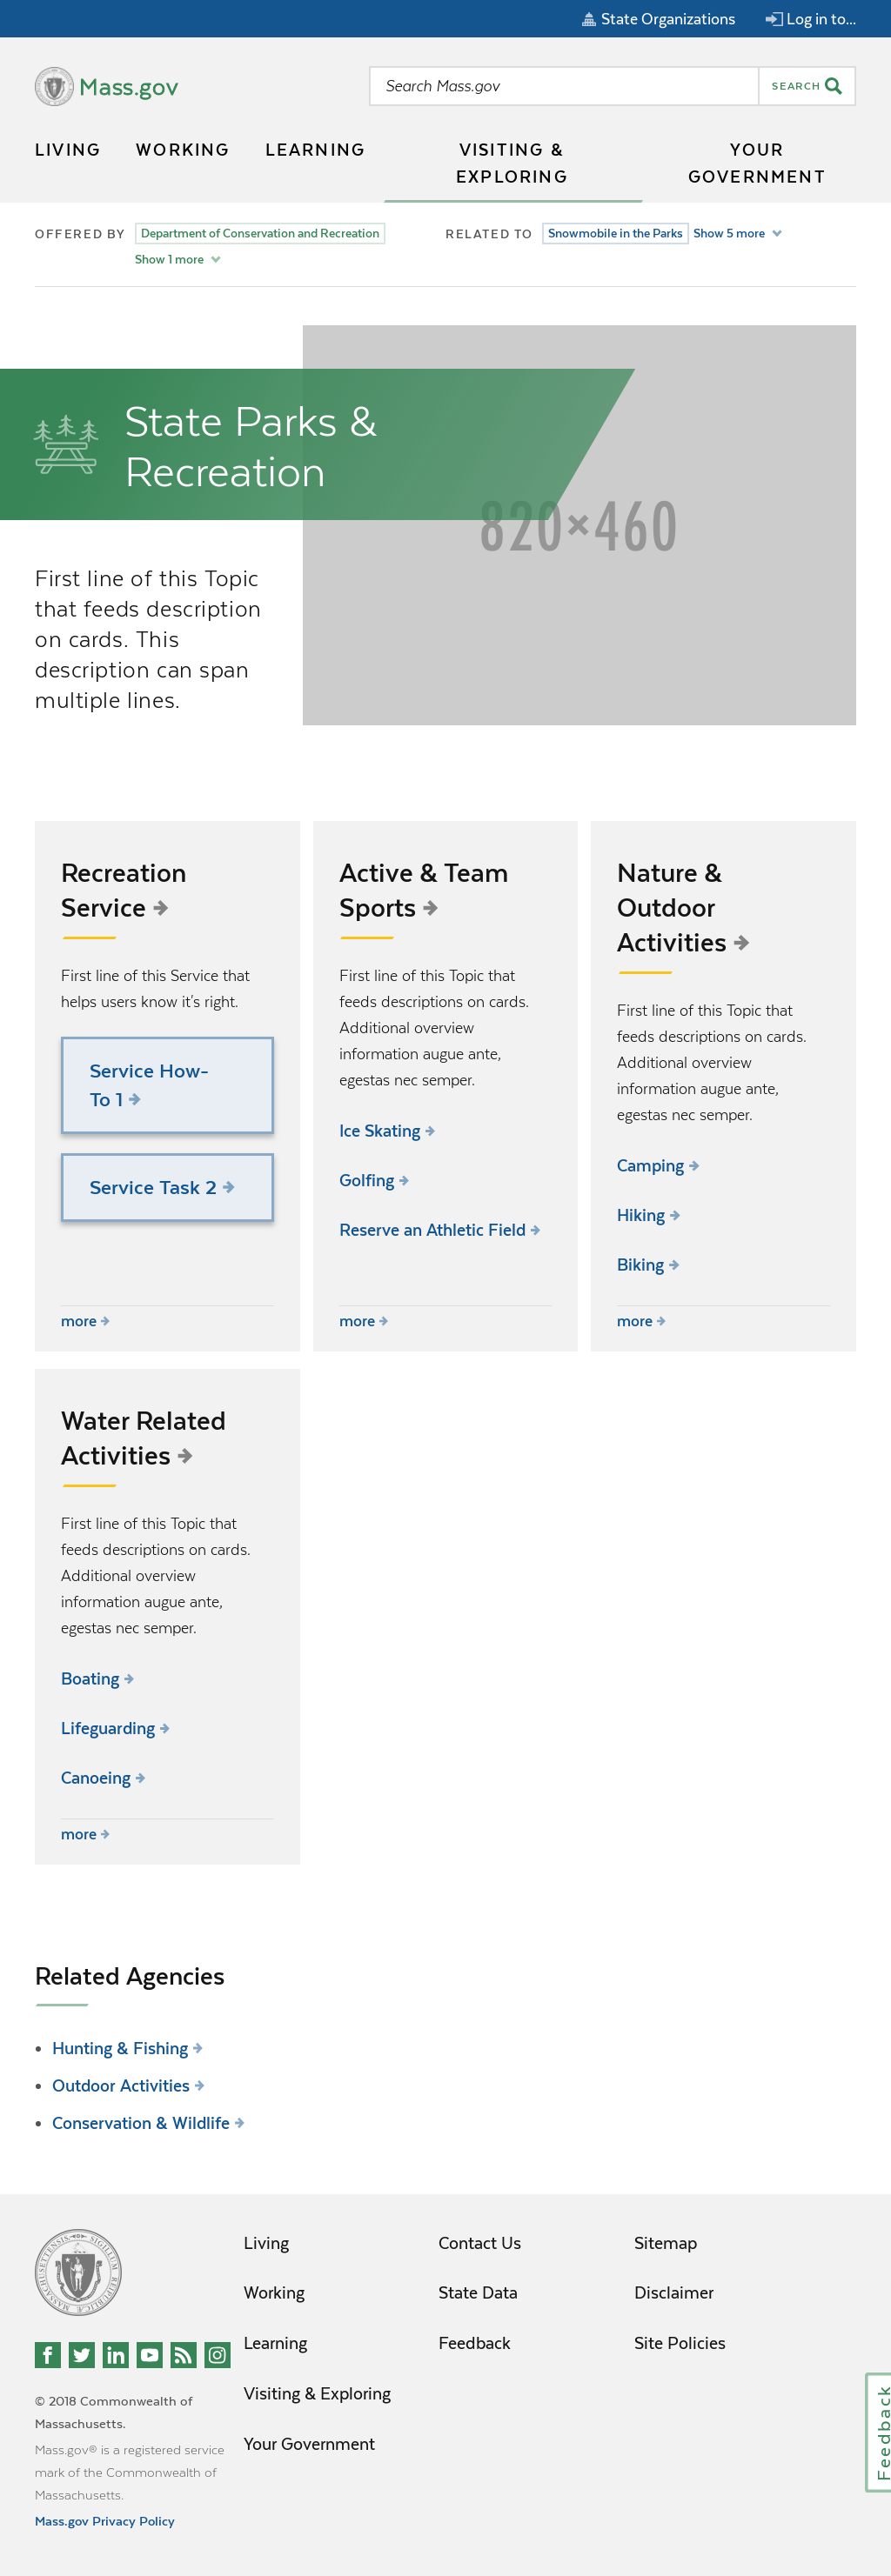 State Organizations
Log in to...
Mass.gov
Search Mass.gov
SEARCH
LIVING
WORKING
LEARNING
VISITING &
EXPLORING
YOUR
GOVERNMENT
OFFERED BY
Department of Conservation and Recreation
Show 1 more
RELATED TO
Snowmobile in the Parks
Show 5 more
State Parks &
Recreation
820×460
First line of this Topic
that feeds description
on cards. This
description can span
multiple lines.
Recreation
Service
First line of this Service that
helps users know it's right.
Service How-
To 1
Service Task 2
more
Active & Team
Sports
First line of this Topic that
feeds descriptions on cards.
Additional overview
information augue ante,
egestas nec semper.
Ice Skating
Golfing
Reserve an Athletic Field
more
Nature &
Outdoor
Activities
First line of this Topic that
feeds descriptions on cards.
Additional overview
information augue ante,
egestas nec semper.
Camping
Hiking
Biking
more
Water Related
Activities
First line of this Topic that
feeds descriptions on cards.
Additional overview
information augue ante,
egestas nec semper.
Boating
Lifeguarding
Canoeing
more
Related Agencies
Hunting & Fishing
Outdoor Activities
Conservation & Wildlife
Living
Working
Learning
Visiting & Exploring
Your Government
Contact Us
State Data
Feedback
Sitemap
Disclaimer
Site Policies
© 2018 Commonwealth of
Massachusetts.
Mass.gov® is a registered service
mark of the Commonwealth of
Massachusetts.
Mass.gov Privacy Policy
Feedback